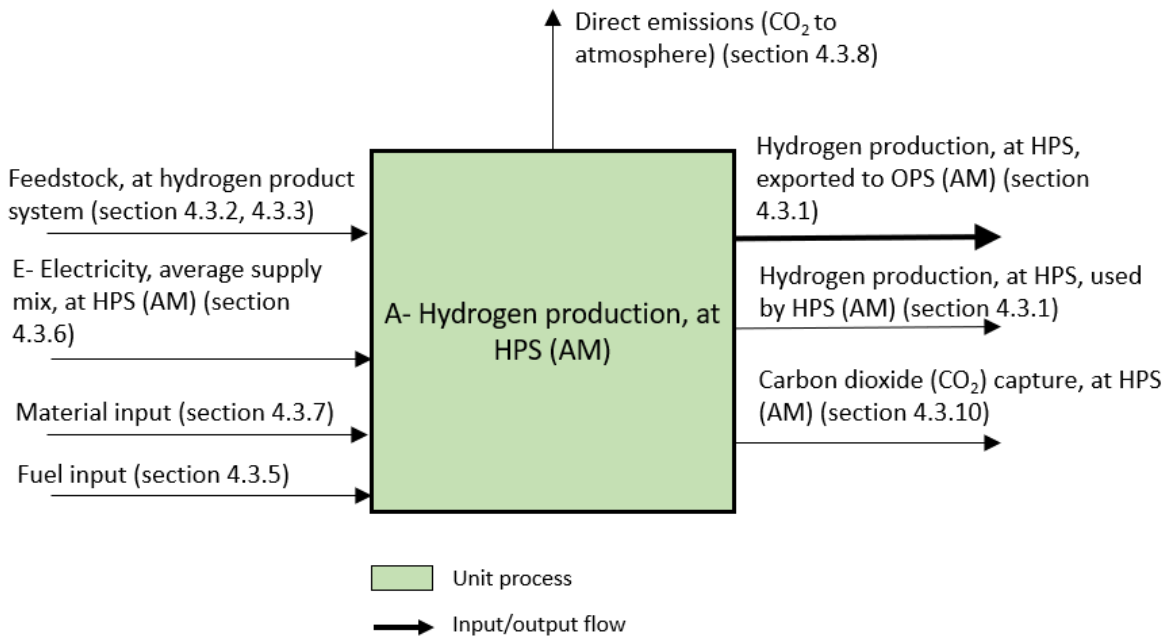 Direct emissions (CO₂ to
atmosphere) (section 4.3.8)
Feedstock, at hydrogen product
system (section 4.3.2, 4.3.3)
E- Electricity, average supply
mix, at HPS (AM) (section
4.3.6)
Material input (section 4.3.7)
Fuel input (section 4.3.5)
A- Hydrogen production, at
HPS (AM)
Hydrogen production, at HPS,
exported to OPS (AM) (section
4.3.1)
Hydrogen production, at HPS, used
by HPS (AM) (section 4.3.1)
Carbon dioxide (CO₂) capture, at HPS
(AM) (section 4.3.10)
Unit process
Input/output flow